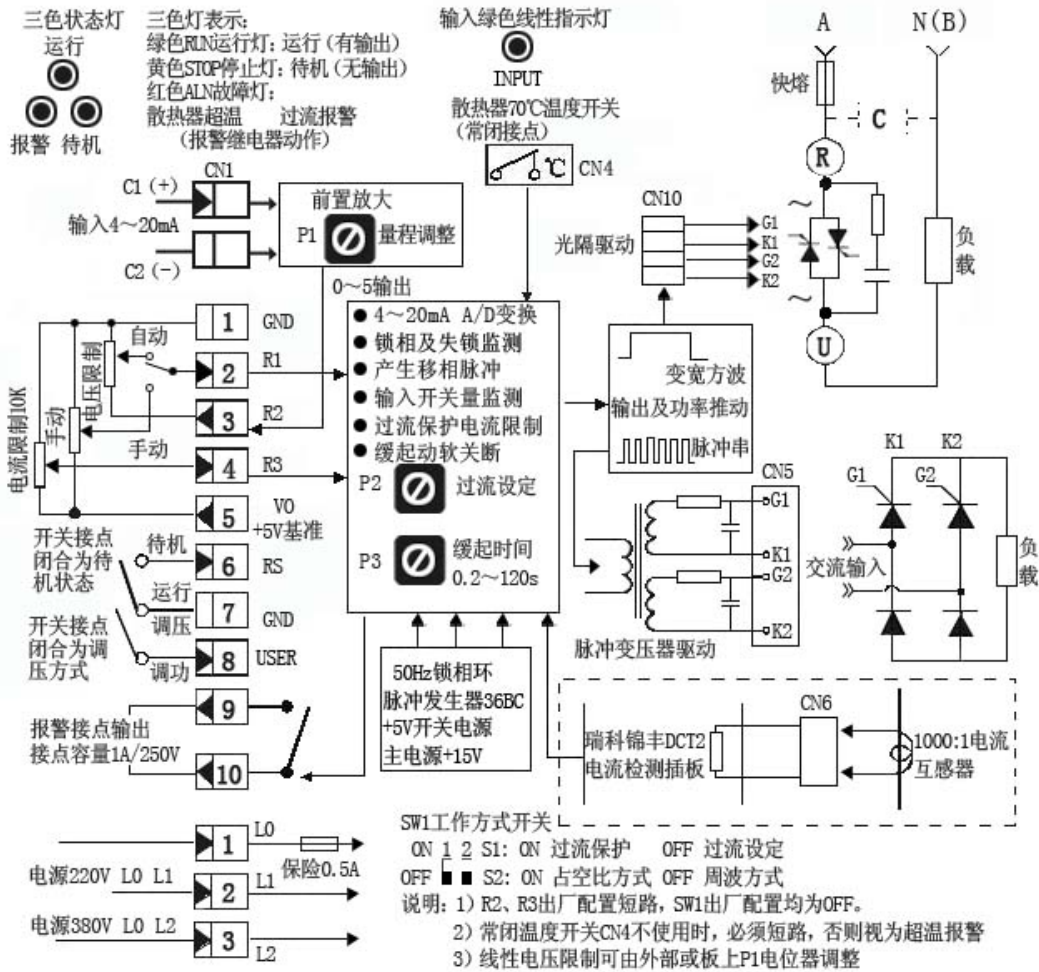 三色状态灯
运行
报警 待机
三色灯表示:
绿色RUN运行灯: 运行(有输出)
黄色STOP停止灯: 待机(无输出)
红色ALN故障灯:
散热器超温 过流报警
(报警继电器动作)
输入绿色线性指示灯
INPUT
散热器70℃温度开关
(常闭接点)
℃ CN4
A N(B)
快熔
C
R
负载
U
C1(+)
CN1
输入4～20mA
C2(-)
前置放大
P1 量程调整
0～5输出
CN10
光隔驱动
G1
K1
G2
K2
～
～
1 GND
自动
2 R1
电压限制
3 R2
手动
手动
电流限制10K
4 R3
5 VO
+5V基准
开关接点
闭合为待
机状态
待机
6 RS
运行
7 GND
调压
开关接点
闭合为调
压方式
调功
8 USER
9
报警接点输出
接点容量1A/250V
10
4～20mA A/D变换
锁相及失锁监测
产生移相脉冲
输入开关量监测
过流保护电流限制
缓起动软关断
P2 过流设定
P3 缓起时间
0.2～120s
变宽方波
输出及功率推动
脉冲串
CN5
G1
K1
G2
K2
脉冲变压器驱动
K1 K2
G1 G2
交流输入
负载
50Hz锁相环
脉冲发生器36BC
+5V开关电源
主电源+15V
瑞科锦丰DCT2
电流检测插板
CN6
1000:1电流
互感器
1 L0
保险0.5A
电源220V L0 L1
2 L1
电源380V L0 L2
3 L2
SW1工作方式开关
ON 1 2 S1: ON 过流保护 OFF 过流设定
OFF S2: ON 占空比方式 OFF 周波方式
说明: 1) R2、R3出厂配置短路, SW1出厂配置均为OFF。
2) 常闭温度开关CN4不使用时, 必须短路, 否则视为超温报警
3) 线性电压限制可由外部或板上P1电位器调整